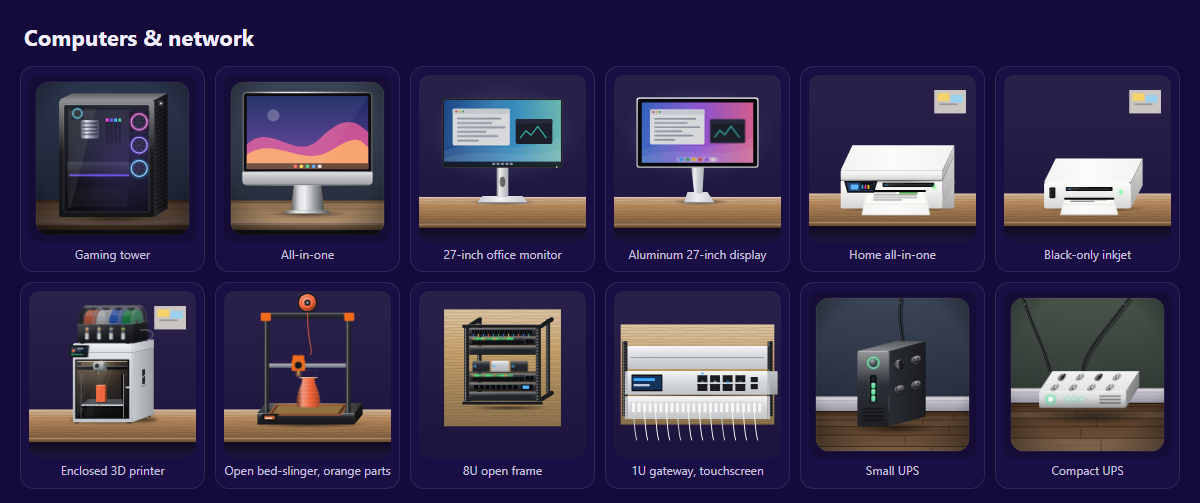 Computers & network
Gaming tower
All-in-one
27-inch office monitor
Aluminum 27-inch display
Home all-in-one
Black-only inkjet
Enclosed 3D printer
Open bed-slinger, orange parts
8U open frame
1U gateway, touchscreen
Small UPS
Compact UPS